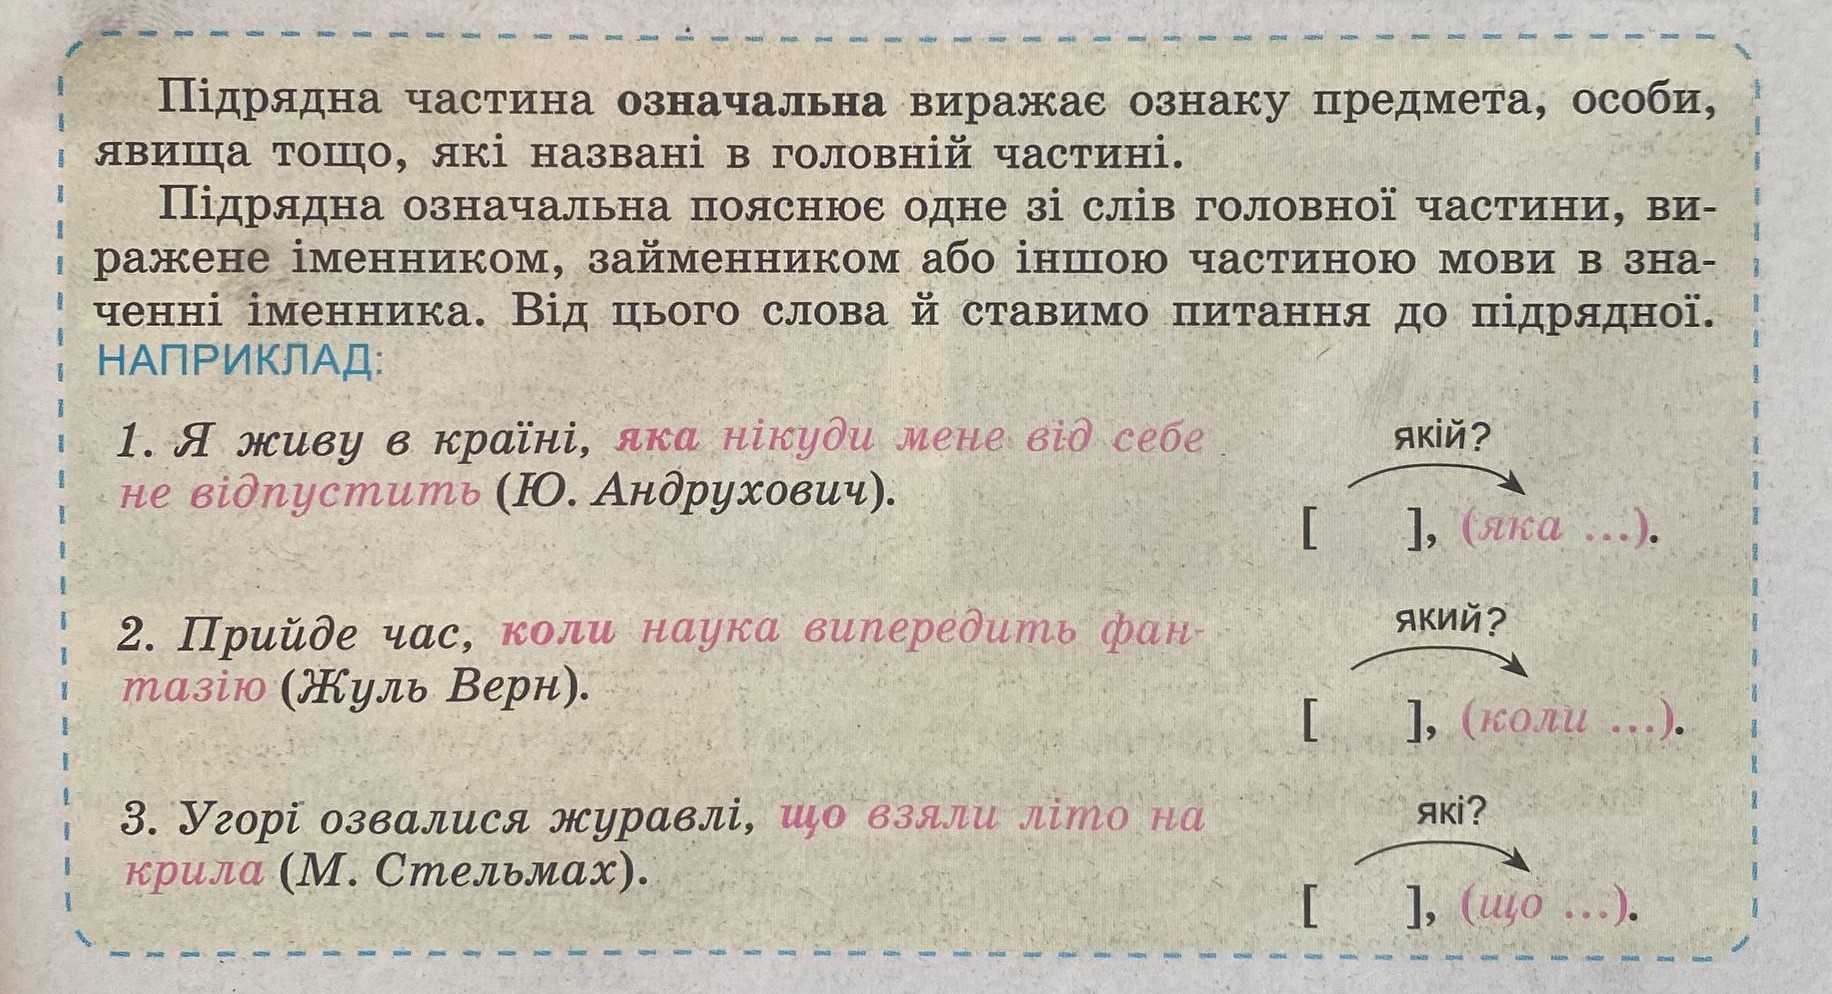 Підрядна частина означальна виражає ознаку предмета, особи,
явища тощо, які названі в головній частині.
Підрядна означальна пояснює одне зі слів головної частини, ви-
ражене іменником, займенником або іншою частиною мови в зна-
ченні іменника. Від цього слова й ставимо питання до підрядної.
НАПРИКЛАД:
1. Я живу в країні, яка нікуди мене від себе
не відпустить (Ю. Андрухович).
якій?
[ ], (яка ...).
2. Прийде час, коли наука випередить фан-
тазію (Жуль Верн).
який?
[ ], (коли ...).
3. Угорі озвалися журавлі, що взяли літо на
крила (М. Стельмах).
які?
[ ], (що ...).